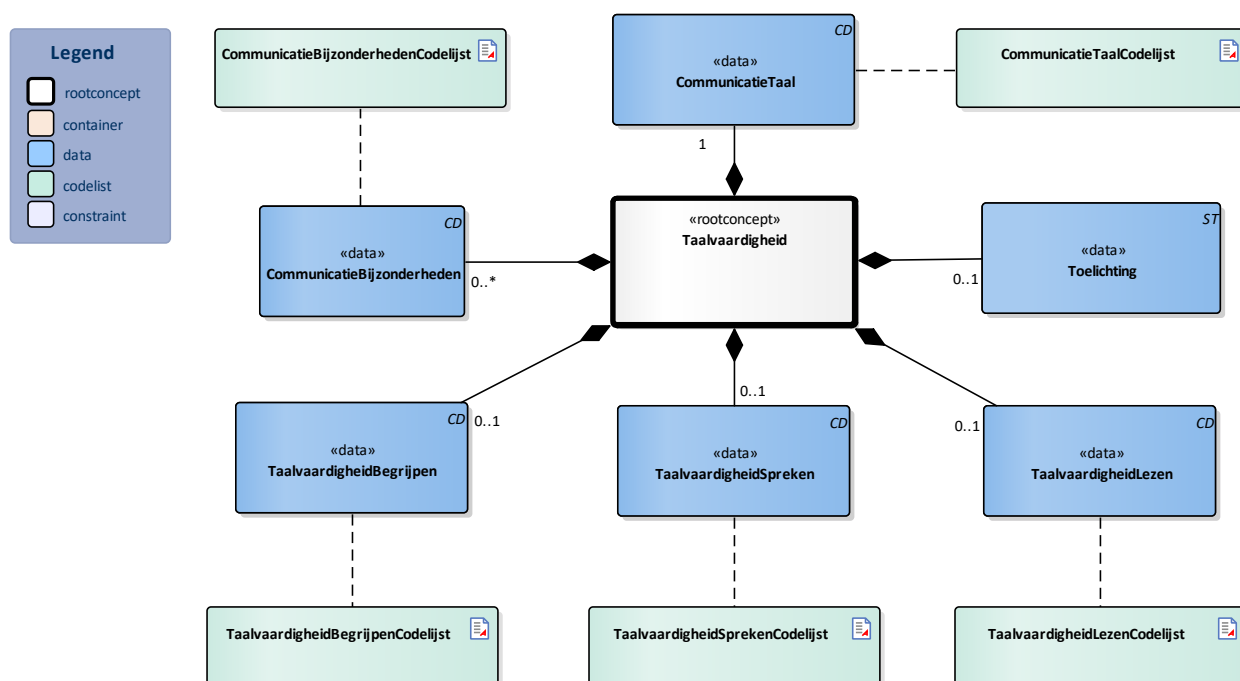 Legend
rootconcept
container
data
codelist
constraint
CommunicatieBijzonderhedenCodelijst
CD
«data»
CommunicatieTaal
CommunicatieTaalCodelijst
1
CD
«data»
CommunicatieBijzonderheden
0..*
«rootconcept»
Taalvaardigheid
ST
«data»
Toelichting
0..1
CD
«data»
TaalvaardigheidBegrijpen
0..1
CD
«data»
TaalvaardigheidSpreken
0..1
CD
«data»
TaalvaardigheidLezen
0..1
TaalvaardigheidBegrijpenCodelijst
TaalvaardigheidSprekenCodelijst
TaalvaardigheidLezenCodelijst